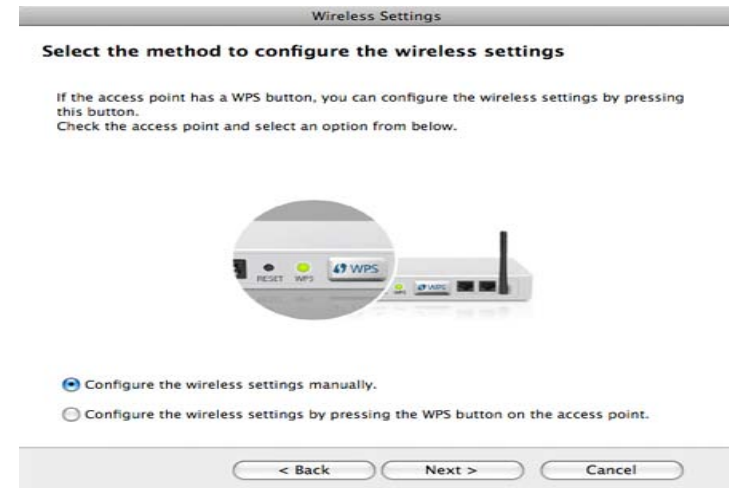 Wireless Settings
Select the method to configure the wireless settings
If the access point has a WPS button, you can configure the wireless settings by pressing
this button.
Check the access point and select an option from below.
RESET WPS WPS
WPS WPS
Configure the wireless settings manually.
Configure the wireless settings by pressing the WPS button on the access point.
< Back Next > Cancel